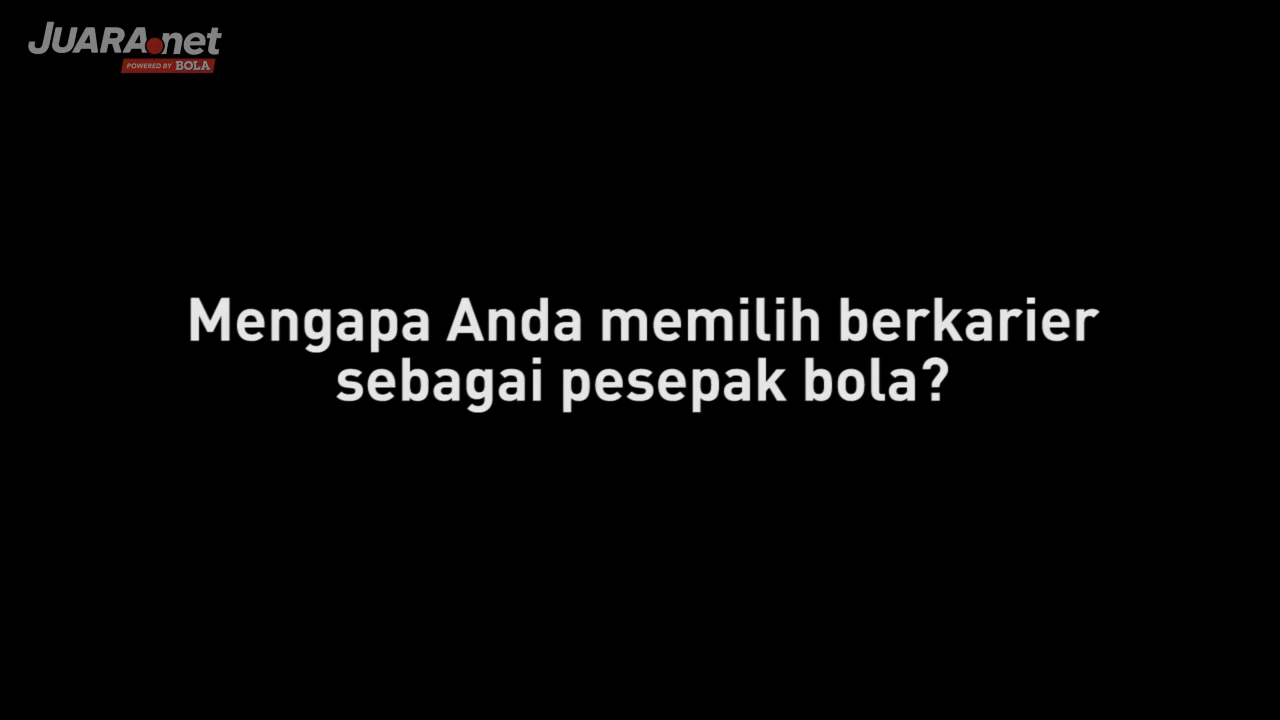 JUARA.net
POWERED BY BOLA
Mengapa Anda memilih berkarier
sebagai pesepak bola?